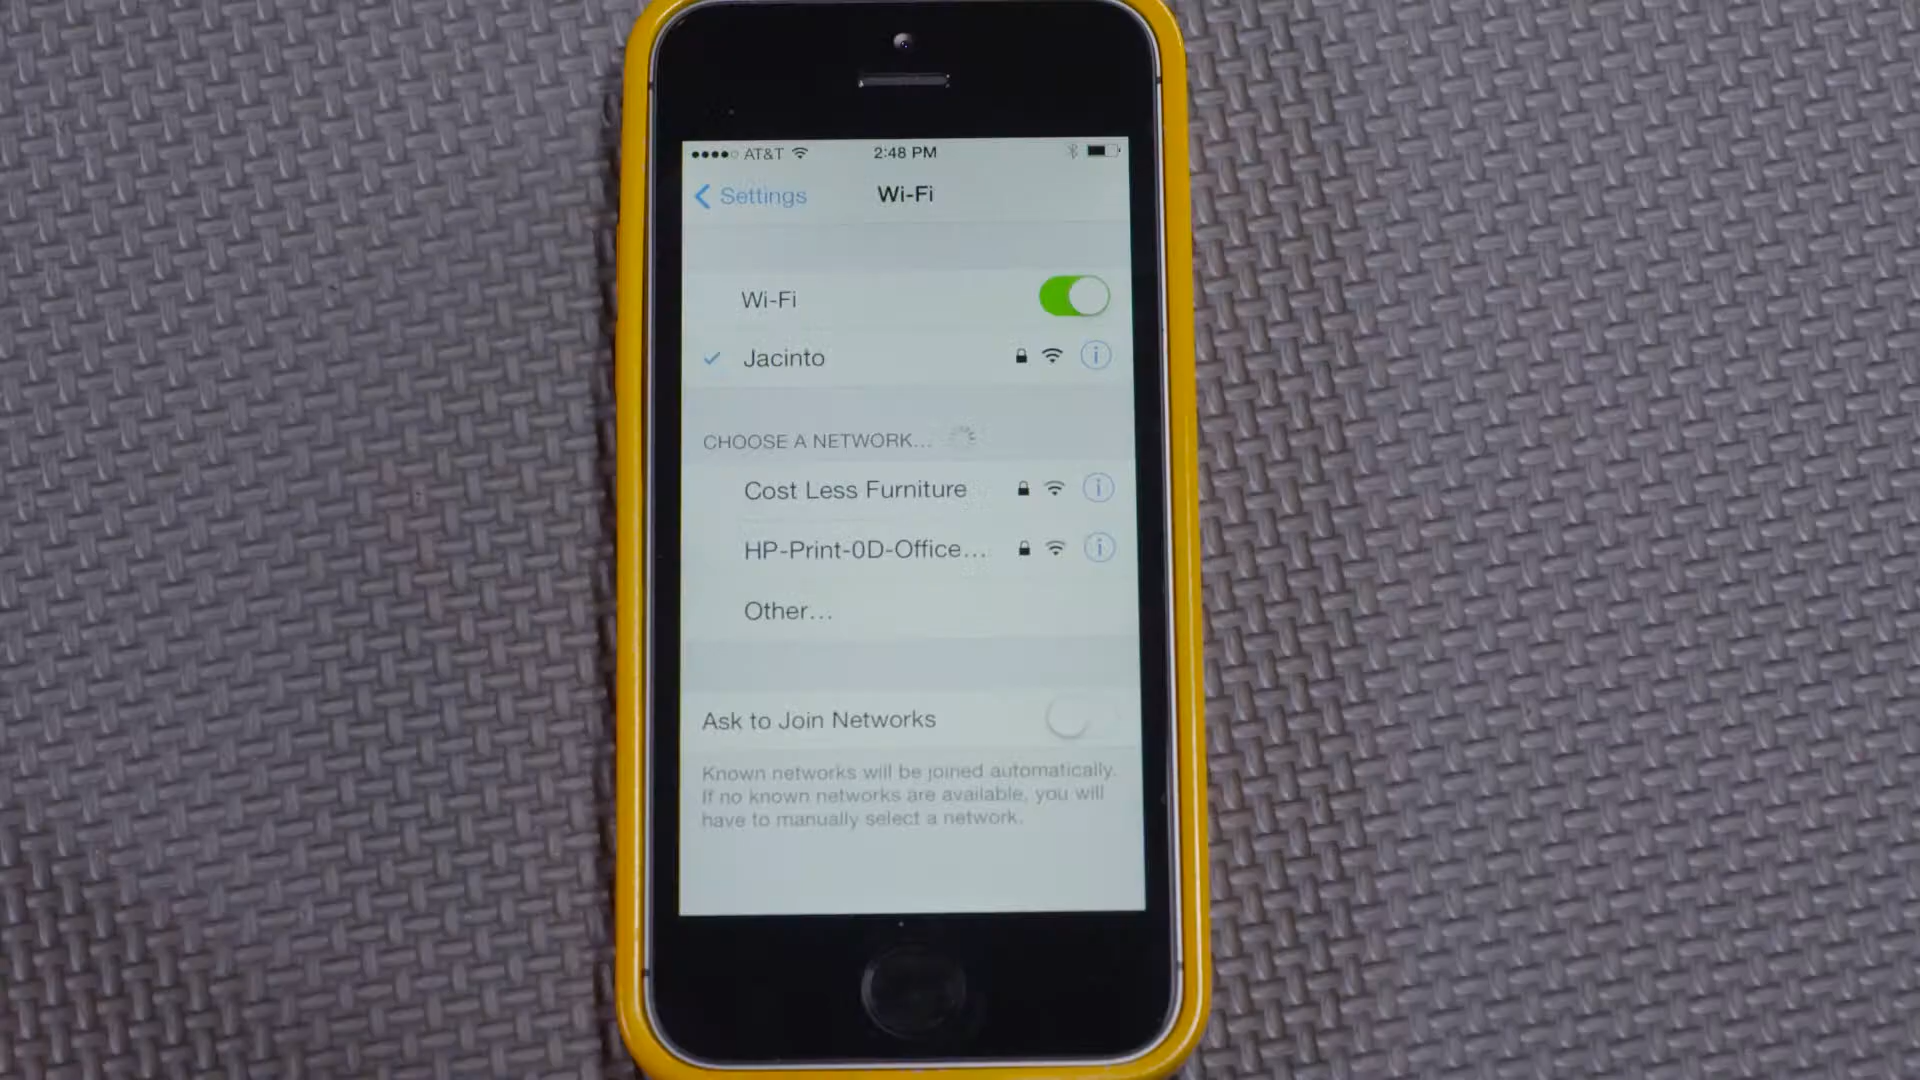 AT&T 2:48 PM
Settings Wi-Fi
Wi-Fi
Jacinto
CHOOSE A NETWORK...
Cost Less Furniture
HP-Print-0D-Office...
Other...
Ask to Join Networks
Known networks will be joined automatically.
If no known networks are available, you will
have to manually select a network.